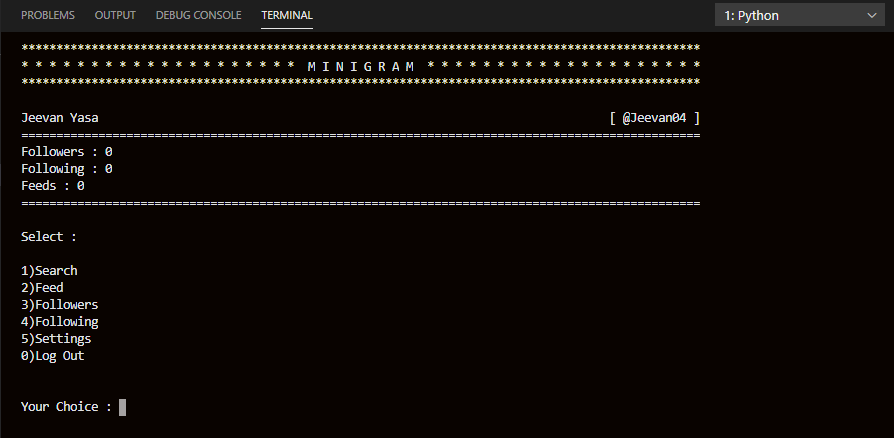 PROBLEMS OUTPUT DEBUG CONSOLE TERMINAL 1: Python
*************************************************************************************************
* * * * * * * * * * * * * * * * * * * *  M I N I G R A M  * * * * * * * * * * * * * * * * * * * *
*************************************************************************************************
Jeevan Yasa [ @Jeevan04 ]
=================================================================================================
Followers : 0
Following : 0
Feeds : 0
=================================================================================================
Select :
1)Search
2)Feed
3)Followers
4)Following
5)Settings
0)Log Out
Your Choice :